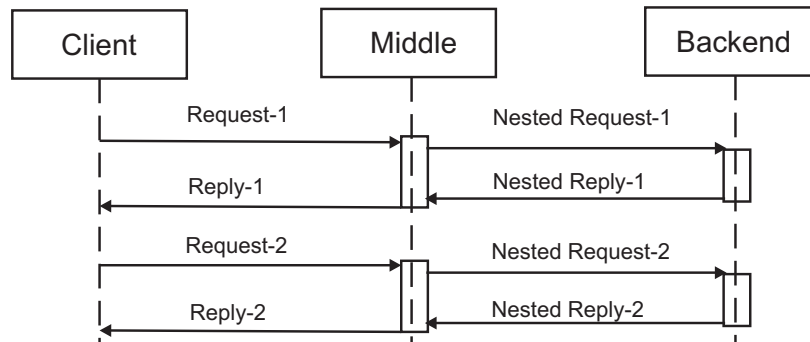 Client
Middle
Backend
Request-1
Nested Request-1
Nested Reply-1
Reply-1
Request-2
Nested Request-2
Nested Reply-2
Reply-2